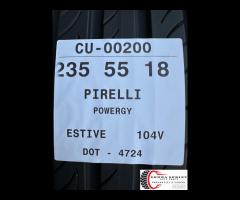 CU-00200
235 55 18
PIRELLI
POWERGY
ESTIVE 104V
DOT - 4724